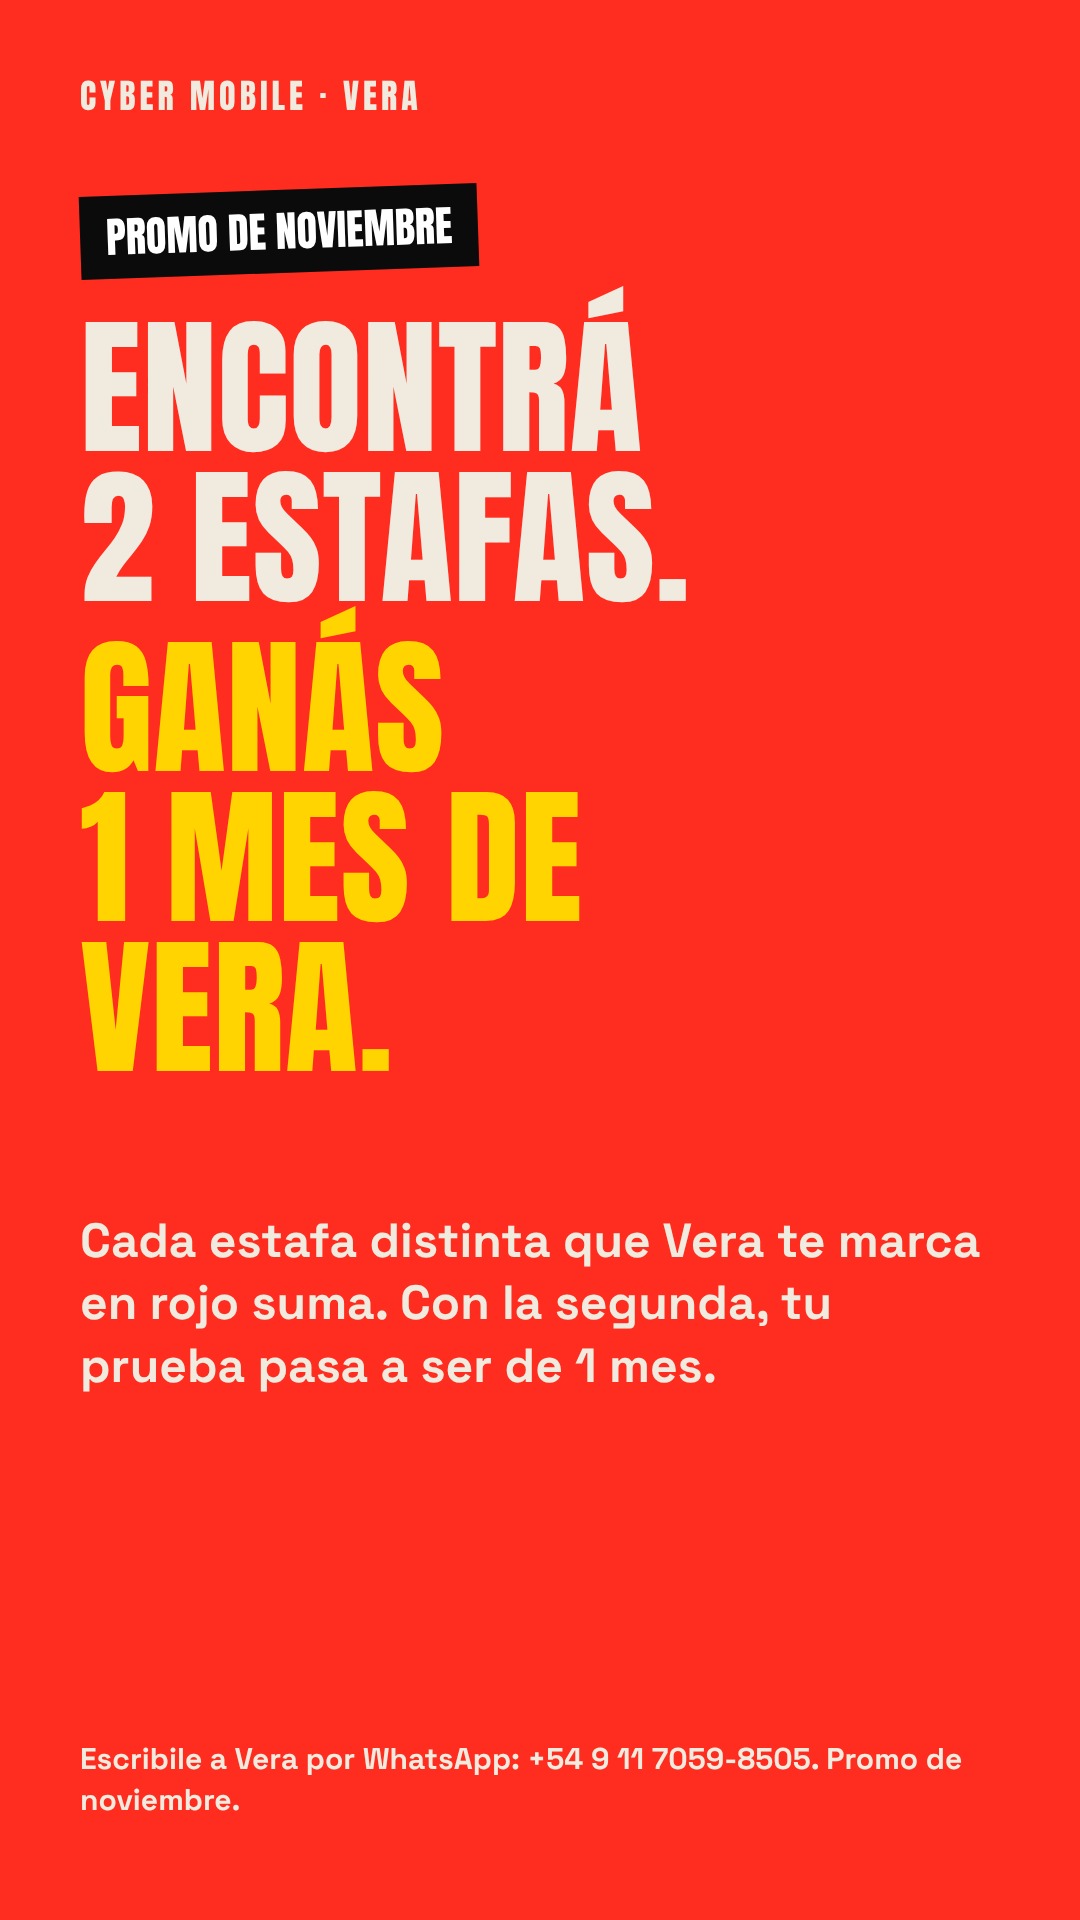 CYBER MOBILE · VERA
PROMO DE NOVIEMBRE
ENCONTRÁ
2 ESTAFAS.
GANÁS
1 MES DE
VERA.
Cada estafa distinta que Vera te marca
en rojo suma. Con la segunda, tu
prueba pasa a ser de 1 mes.
Escribile a Vera por WhatsApp: +54 9 11 7059-8505. Promo de
noviembre.